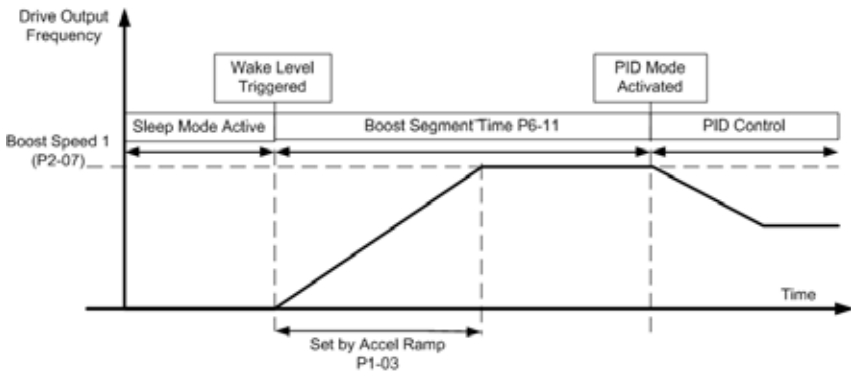 Drive Output
Frequency
Wake Level
Triggered
PID Mode
Activated
Sleep Mode Active
Boost Segment Time P6-11
PID Control
Boost Speed 1
(P2-07)
Time
Set by Accel Ramp
P1-03